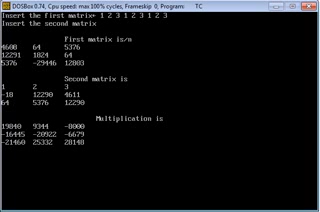 DOSBox 0.74, Cpu speed: max 100% cycles, Frameskip 0, Program: TC
Insert the first matrix+ 1 2 3 1 2 3 1 2 3
Insert the second matrix
First matrix is/n
4608 64 5376
12291 1824 64
5376 -29446 12803
Second matrix is
1 2 3
-18 12290 4611
64 5376 12290
Multiplication is
19840 9344 -8000
-16445 -20922 -6679
-21460 25332 28148